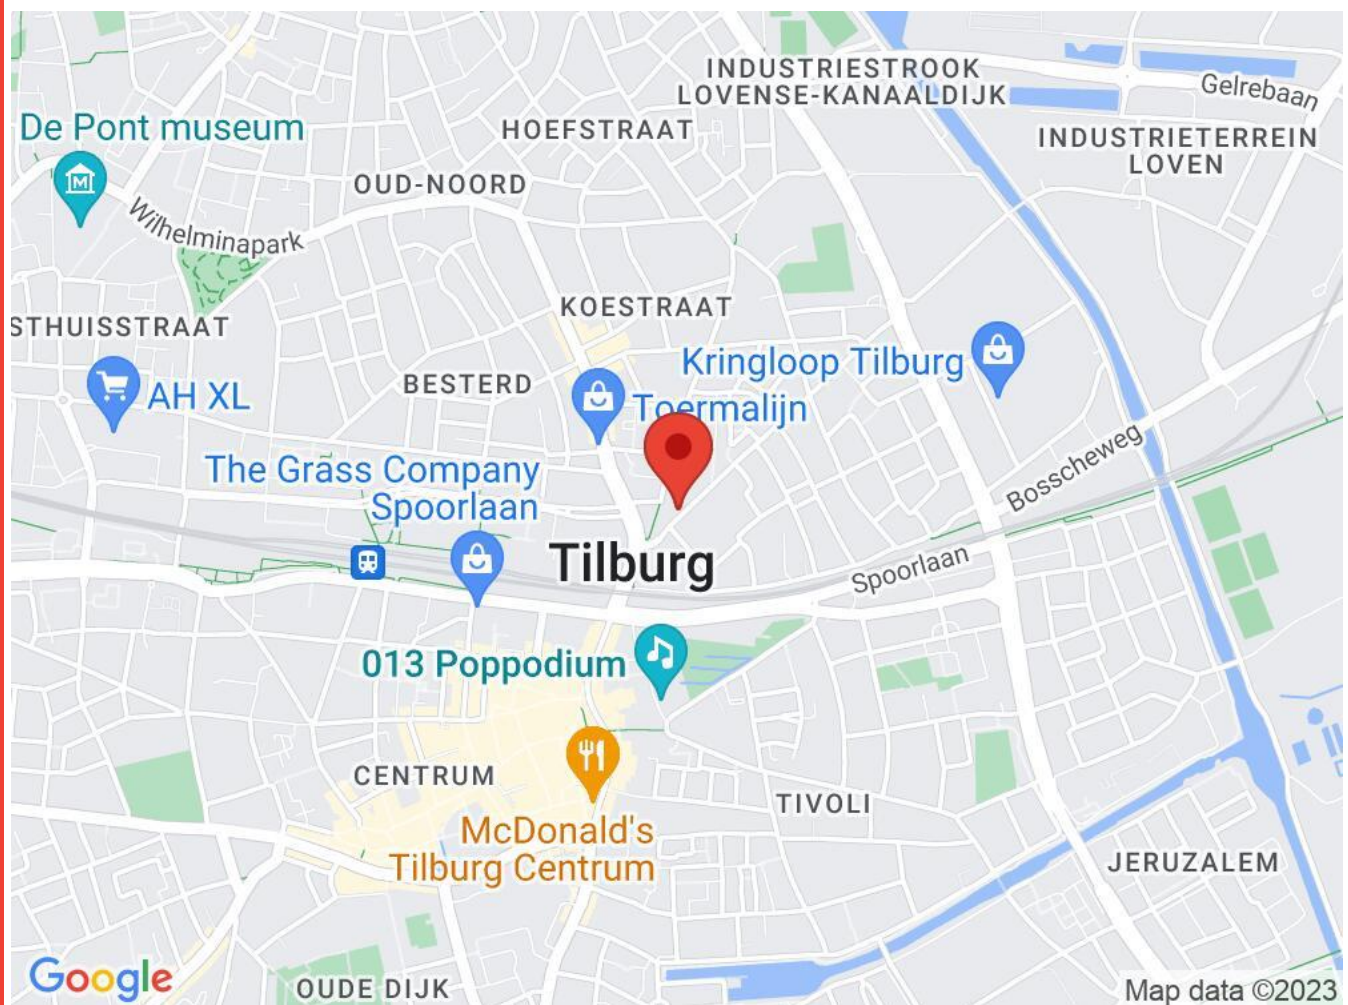 INDUSTRIESTROOK
LOVENSE-KANAALDIJK
Gelrebaan
De Pont museum
HOEFSTRAAT
INDUSTRIETERREIN
LOVEN
M
OUD-NOORD
Wilhelminapark
KOESTRAAT
STHUISSTRAAT
Kringloop Tilburg
BESTERD
AH XL
Toermalijn
The Grass Company
Spoorlaan
Bosscheweg
Tilburg
Spoorlaan
013 Poppodium
CENTRUM
TIVOLI
McDonald's
Tilburg Centrum
JERUZALEM
Google
OUDE DIJK
Map data ©2023